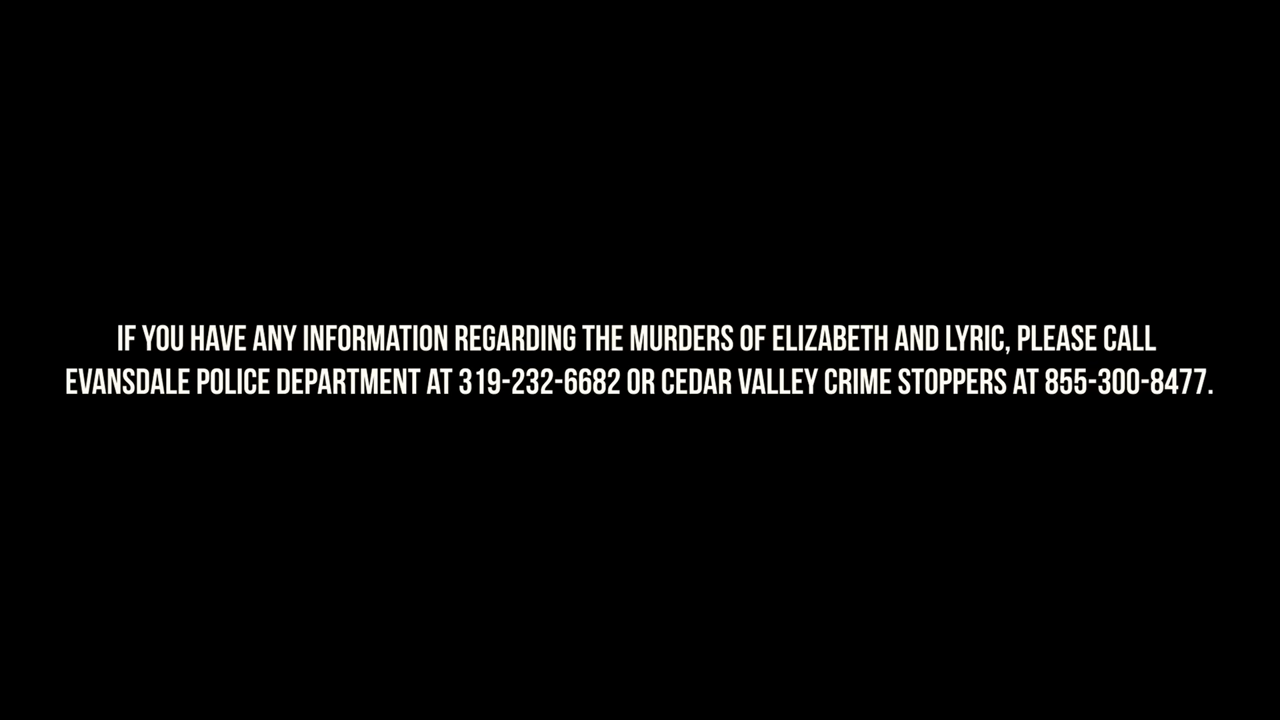 IF YOU HAVE ANY INFORMATION REGARDING THE MURDERS OF ELIZABETH AND LYRIC, PLEASE CALL
EVANSDALE POLICE DEPARTMENT AT 319-232-6682 OR CEDAR VALLEY CRIME STOPPERS AT 855-300-8477.